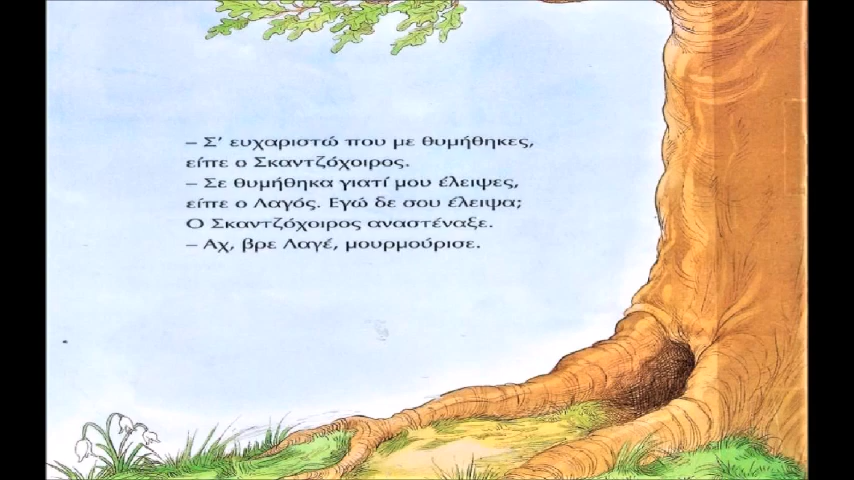 – Σ' ευχαριστώ που με θυμήθηκες,
είπε ο Σκαντζόχοιρος.
– Σε θυμήθηκα γιατί μου έλειψες,
είπε ο Λαγός. Εγώ δε σου έλειψα;
Ο Σκαντζόχοιρος αναστέναξε.
– Αχ, βρε Λαγέ, μουρμούρισε.